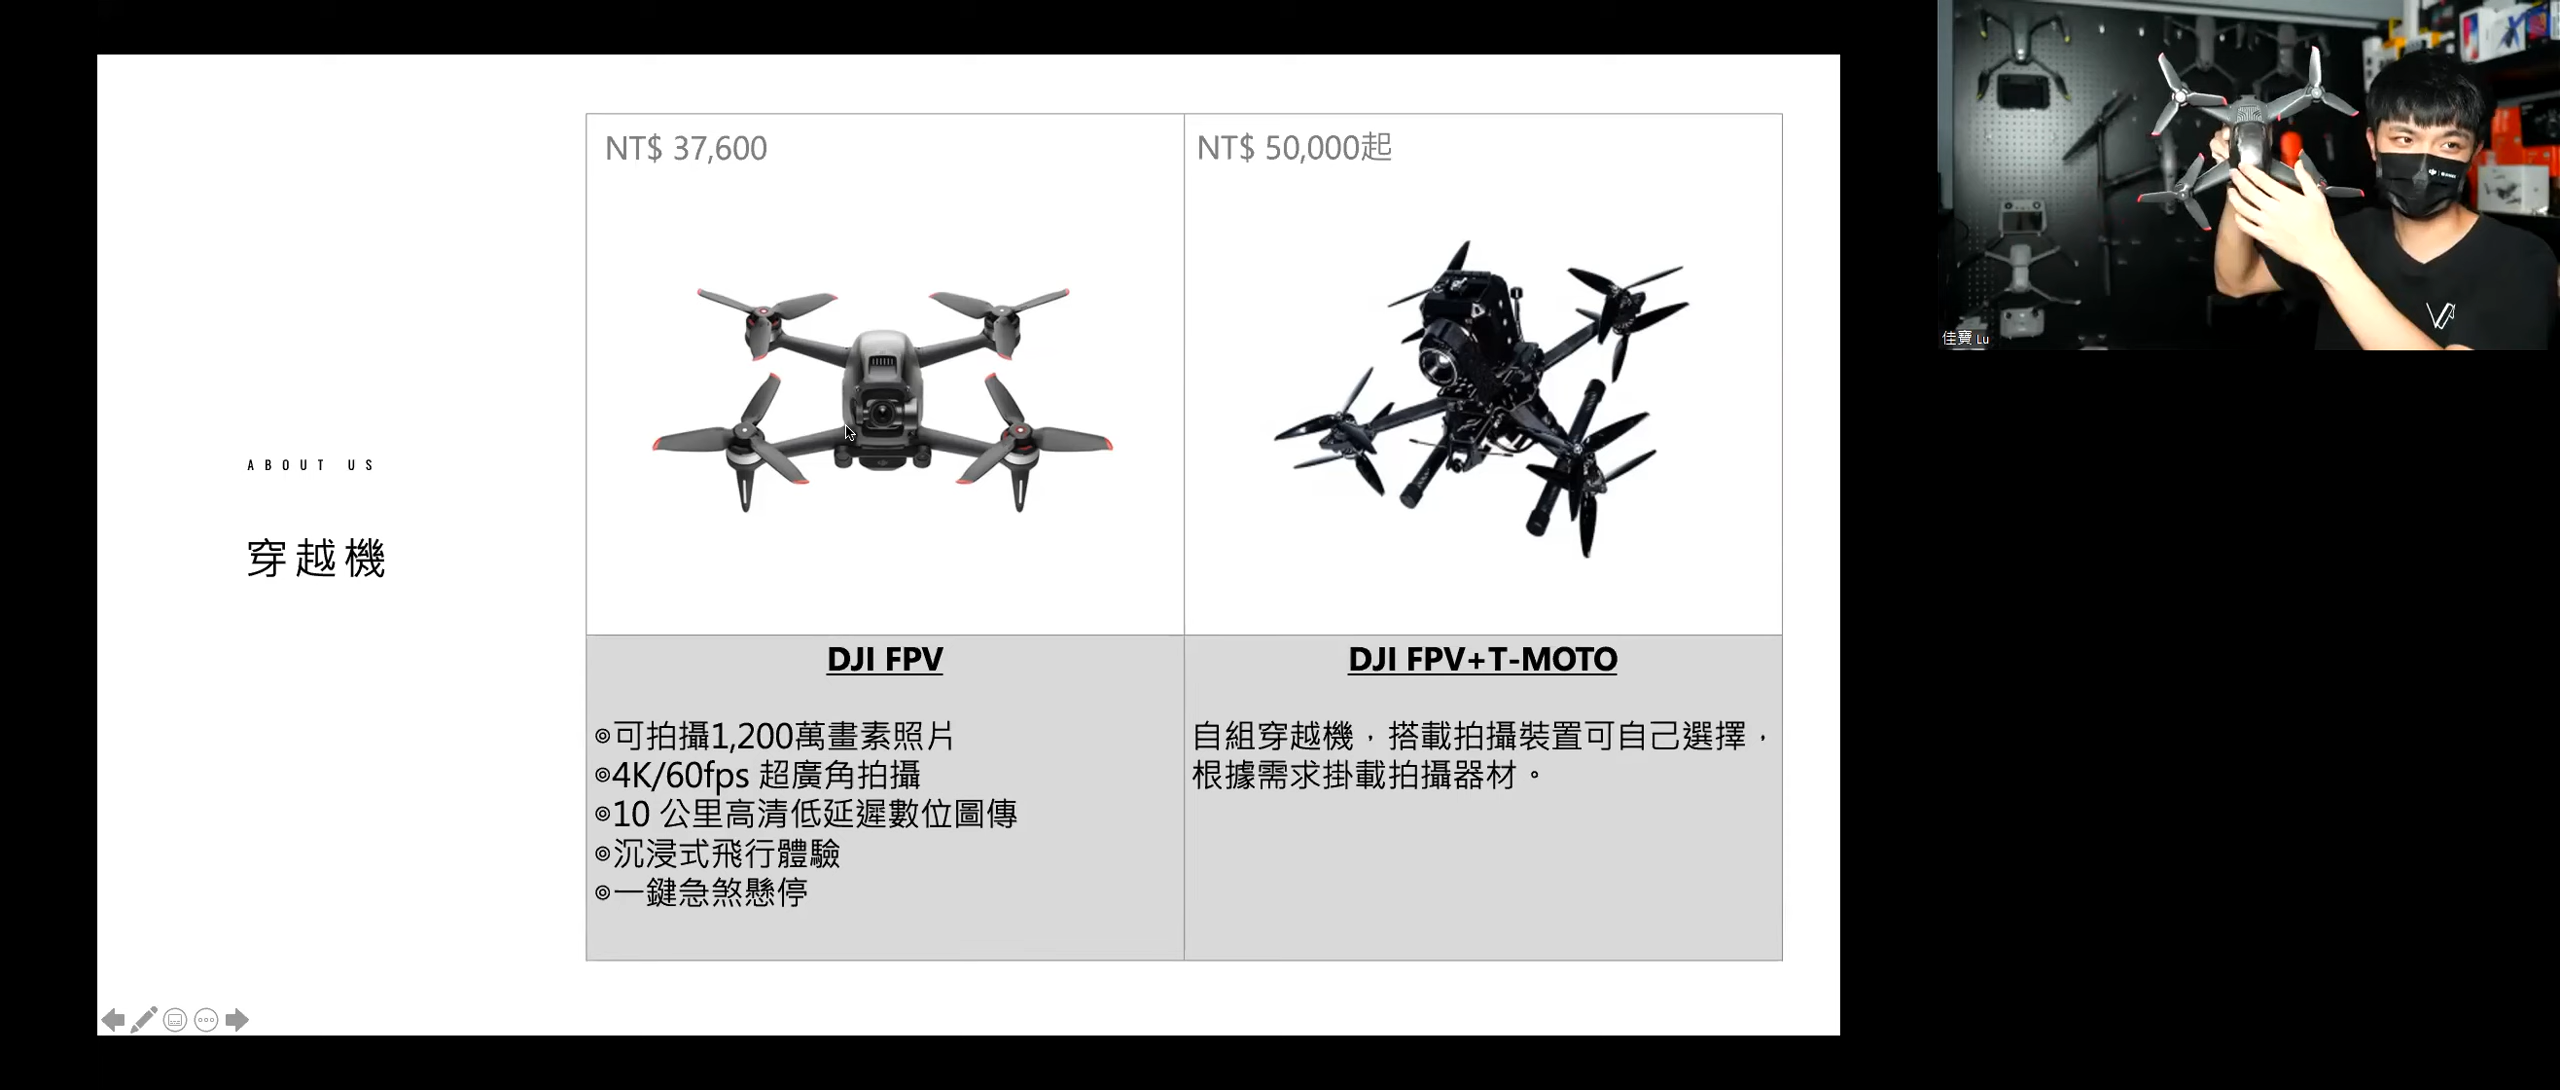 NT$ 37,600
NT$ 50,000起
ABOUT US
穿越機
DJI FPV
◎可拍攝1,200萬畫素照片
◎4K/60fps 超廣角拍攝
◎10 公里高清低延遲數位圖傳
◎沉浸式飛行體驗
◎一鍵急煞懸停
DJI FPV+T-MOTO
自組穿越機，搭載拍攝裝置可自己選擇，
根據需求掛載拍攝器材。
佳寶 Lu